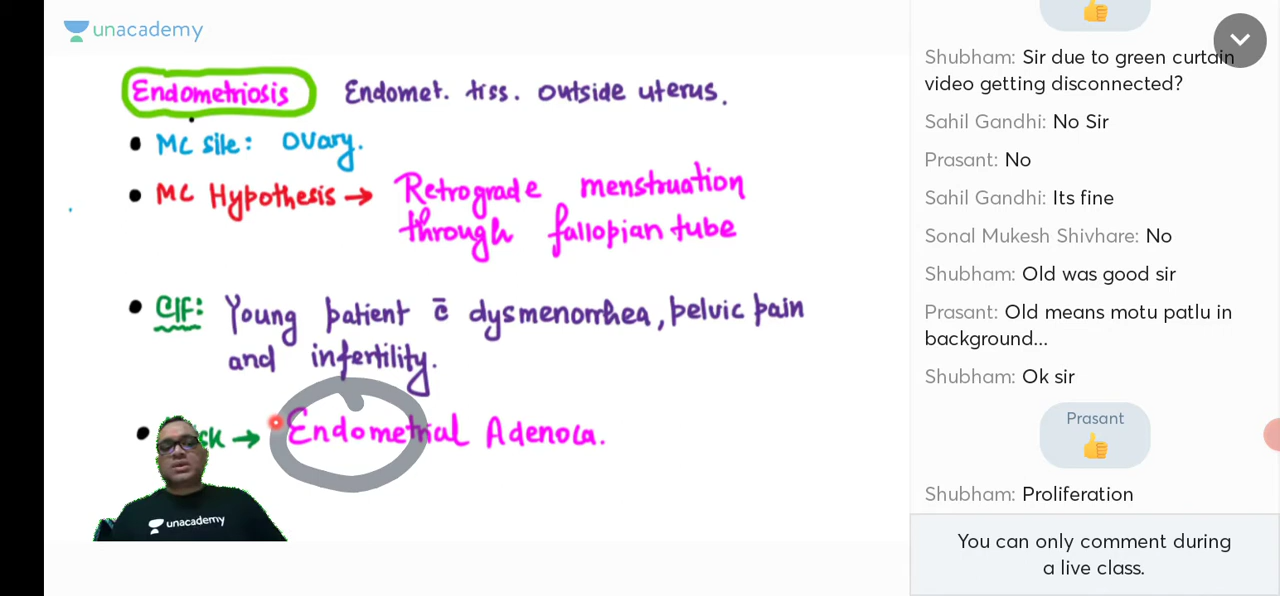 unacademy
Endometriosis Endomet. tiss. outside uterus.
• MC Site: Ovary.
• MC Hypothesis → Retrograde menstruation
through fallopian tube
• C/F: Young patient c̄ dysmenorrhea, pelvic pain
and infertility.
• → Endometrial Adenoca.
unacademy
👍
Shubham: Sir due to green curtain
video getting disconnected?
Sahil Gandhi: No Sir
Prasant: No
Sahil Gandhi: Its fine
Sonal Mukesh Shivhare: No
Shubham: Old was good sir
Prasant: Old means motu patlu in
background...
Shubham: Ok sir
Prasant
👍
Shubham: Proliferation
You can only comment during
a live class.